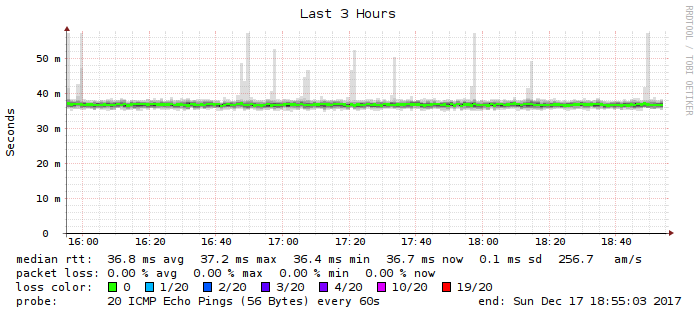 Last 3 Hours
RRDTOOL / TOBI OETIKER
Seconds
50 m
40 m
30 m
20 m
10 m
0
16:00 16:20 16:40 17:00 17:20 17:40 18:00 18:20 18:40
median rtt: 36.8 ms avg 37.2 ms max 36.4 ms min 36.7 ms now 0.1 ms sd 256.7 am/s
packet loss: 0.00 % avg 0.00 % max 0.00 % min 0.00 % now
loss color: 0 1/20 2/20 3/20 4/20 10/20 19/20
probe: 20 ICMP Echo Pings (56 Bytes) every 60s end: Sun Dec 17 18:55:03 2017